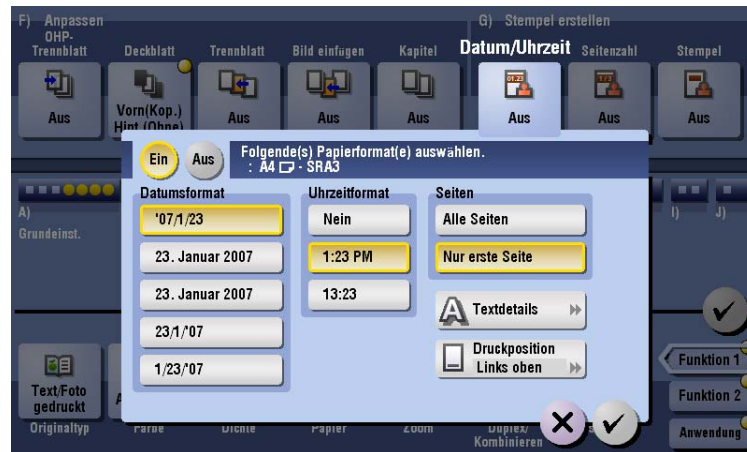 F) Anpassen
G) Stempel erstellen
OHP-
Trennblatt
Deckblatt
Trennblatt
Bild einfügen
Kapitel
Datum/Uhrzeit
Seitenzahl
Stempel
01.23
1/3
Aus
Vorn(Kop.)
Hint.(Ohne)
Aus
Aus
Aus
Aus
Aus
Aus
Ein
Aus
Folgende(s) Papierformat(e) auswählen.
: A4 - SRA3
Datumsformat
Uhrzeitformat
Seiten
'07/1/23
Nein
Alle Seiten
23. Januar 2007
1:23 PM
Nur erste Seite
23. Januar 2007
13:23
23/1/'07
1/23/'07
A Textdetails
Druckposition
Links oben
A)
Grundeinst.
I)
J)
Text/Foto
gedruckt
Originaltyp
Farbe
Dichte
Papier
Zoom
Duplex/
Kombinieren
Funktion 1
Funktion 2
Anwendung